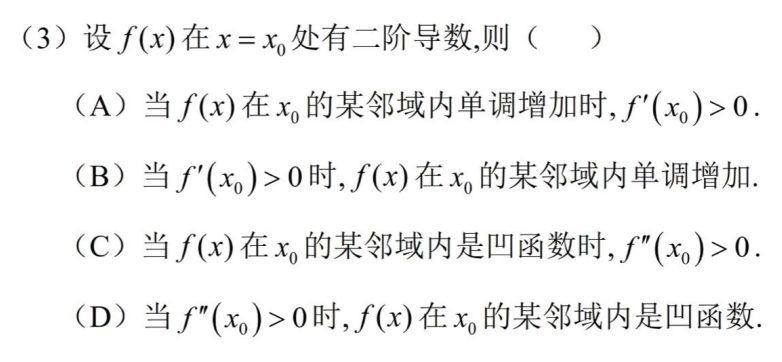 （3）设 f(x) 在 x = x₀ 处有二阶导数,则（　　）
（A）当 f(x) 在 x₀ 的某邻域内单调增加时, f′(x₀) > 0.
（B）当 f′(x₀) > 0 时, f(x) 在 x₀ 的某邻域内单调增加.
（C）当 f(x) 在 x₀ 的某邻域内是凹函数时, f″(x₀) > 0.
（D）当 f″(x₀) > 0 时, f(x) 在 x₀ 的某邻域内是凹函数.